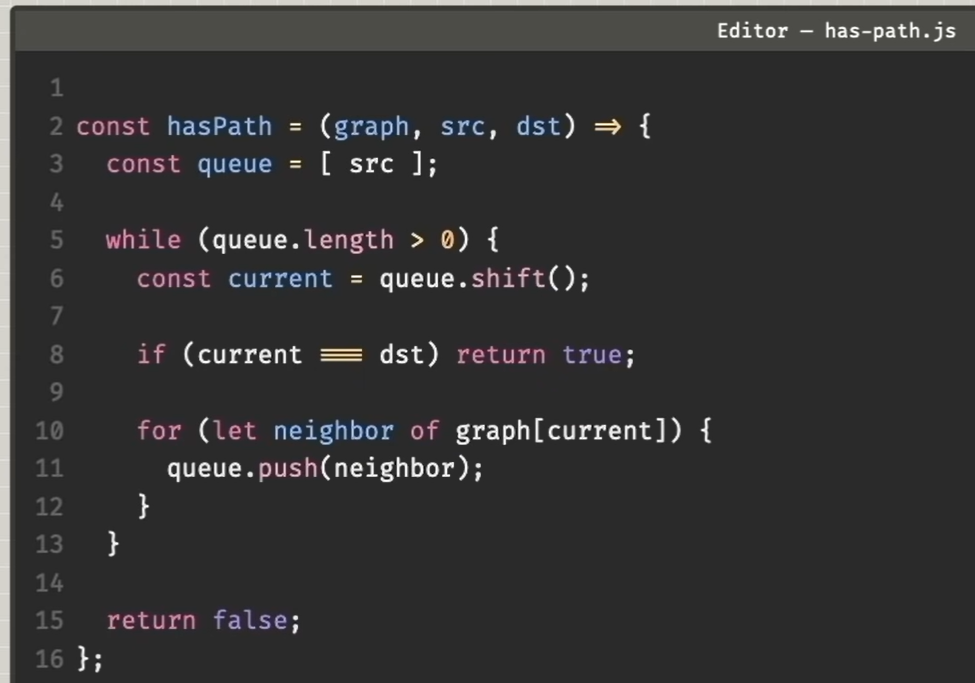 Editor — has-path.js
1
2 const hasPath = (graph, src, dst) => {
3   const queue = [ src ];
4
5   while (queue.length > 0) {
6     const current = queue.shift();
7
8     if (current === dst) return true;
9
10     for (let neighbor of graph[current]) {
11       queue.push(neighbor);
12     }
13   }
14
15   return false;
16 };